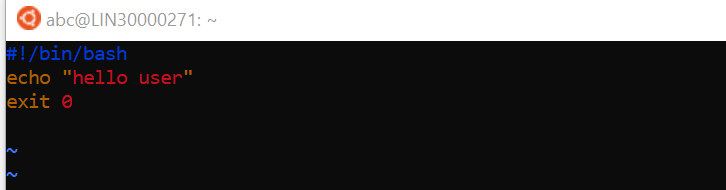 abc@LIN30000271: ~
#!/bin/bash
echo "hello user"
exit 0
~
~